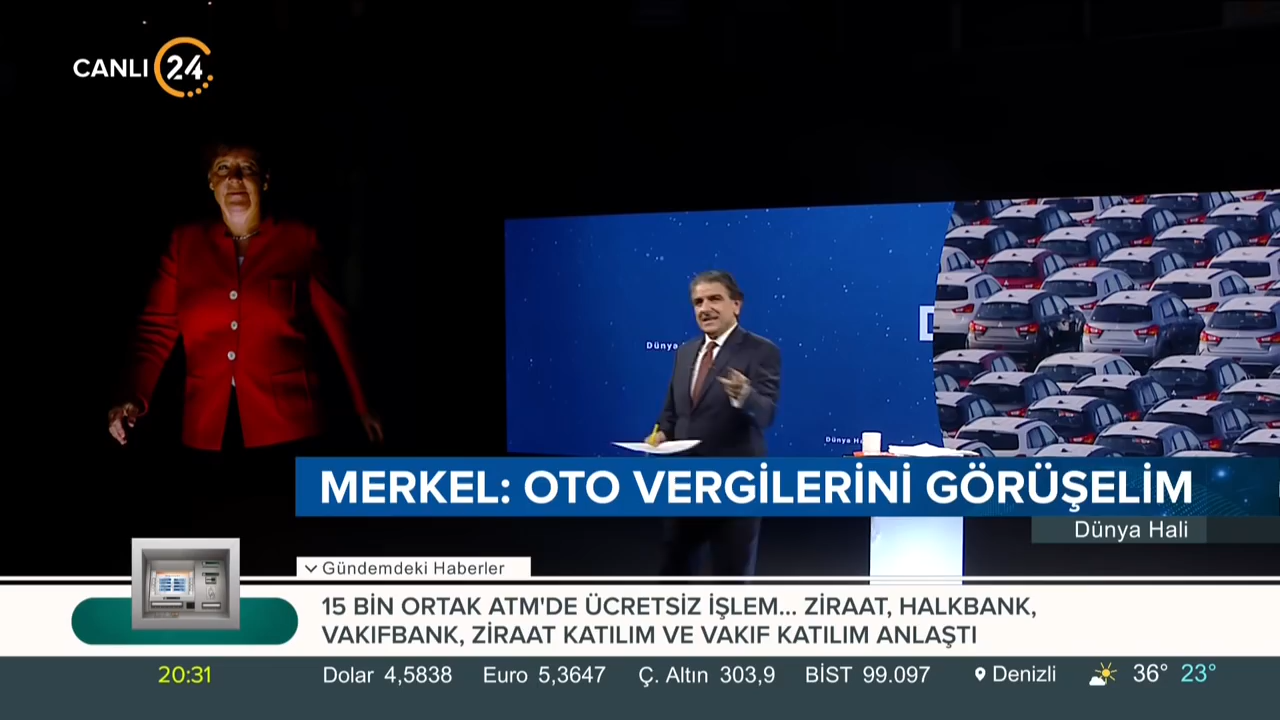 CANLI 24
Dünya
D
Dünya Ha
MERKEL: OTO VERGİLERİNİ GÖRÜŞELİM
Dünya Hali
Gündemdeki Haberler
15 BİN ORTAK ATM'DE ÜCRETSİZ İŞLEM... ZİRAAT, HALKBANK,
VAKIFBANK, ZİRAAT KATILIM VE VAKIF KATILIM ANLAŞTI
20:31 Dolar 4,5838 Euro 5,3647 Ç. Altın 303,9 BİST 99.097 Denizli 36° 23°